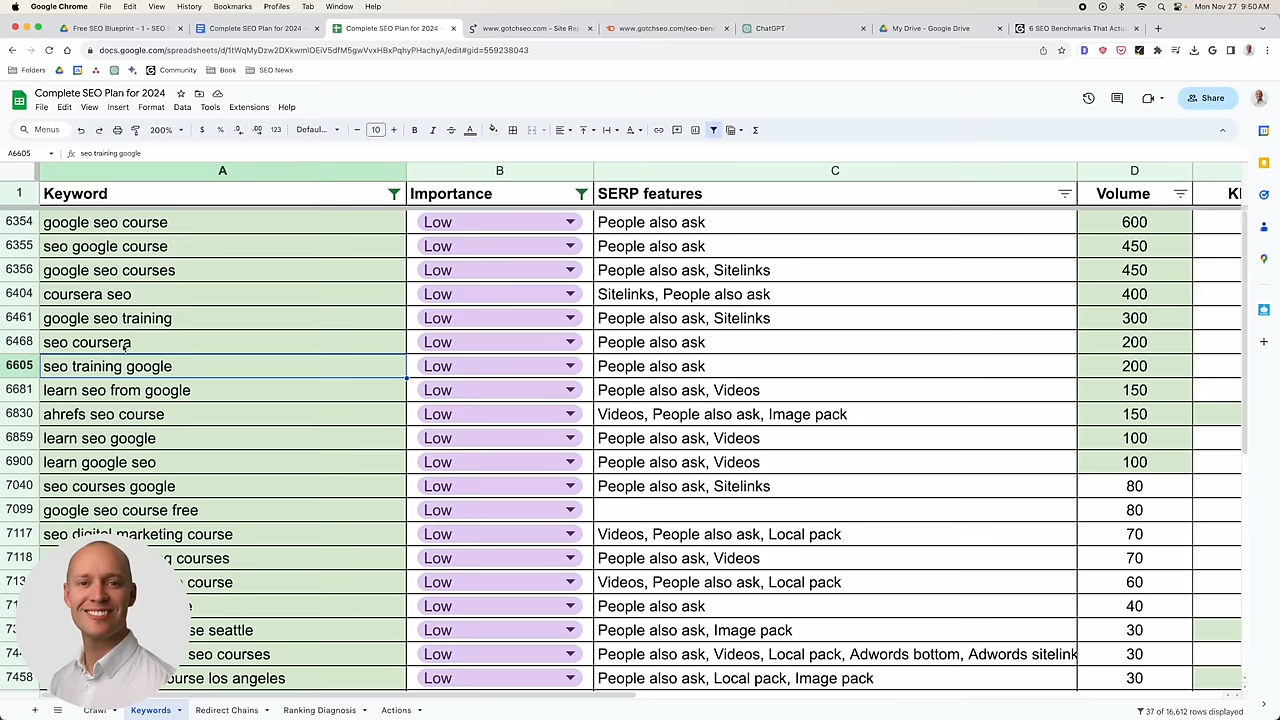 Google Chrome File Edit View History Bookmarks Profiles Tab Window Help Mon Nov 27 9:50 AM
Free SEO Blueprint - 1 - SEO Complete SEO Plan for 2024 Complete SEO Plan for 2024 www.gotchseo.com - Site Rep www.gotchseo.com/seo-benc ChatGPT My Drive - Google Drive 6 SEO Benchmarks That Actu
Folders Community Book SEO News
Complete SEO Plan for 2024
File Edit View Insert Format Data Tools Extensions Help
Share
Menus 200% $ % .0 .00 123 Defaul... 10 B I A
A6605 fx seo training google
A B C D
1 Keyword Importance SERP features Volume
6354 google seo course Low People also ask 600
6355 seo google course Low People also ask 450
6356 google seo courses Low People also ask, Sitelinks 450
6404 coursera seo Low Sitelinks, People also ask 400
6461 google seo training Low People also ask, Sitelinks 300
6468 seo coursera Low People also ask 200
6605 seo training google Low People also ask 200
6681 learn seo from google Low People also ask, Videos 150
6830 ahrefs seo course Low Videos, People also ask, Image pack 150
6859 learn seo google Low People also ask, Videos 100
6900 learn google seo Low People also ask, Videos 100
7040 seo courses google Low People also ask, Sitelinks 80
7099 google seo course free Low 80
7117 seo digital marketing course Low Videos, People also ask, Local pack 70
7118 courses Low People also ask, Videos 70
course Low Videos, People also ask, Local pack 60
Low People also ask 40
seattle Low People also ask, Image pack 30
seo courses Low People also ask, Videos, Local pack, Adwords bottom, Adwords sitelink 30
7458 course los angeles Low People also ask, Local pack, Image pack 30
Crawl Keywords Redirect Chains Ranking Diagnosis Actions 37 of 16,612 rows displayed